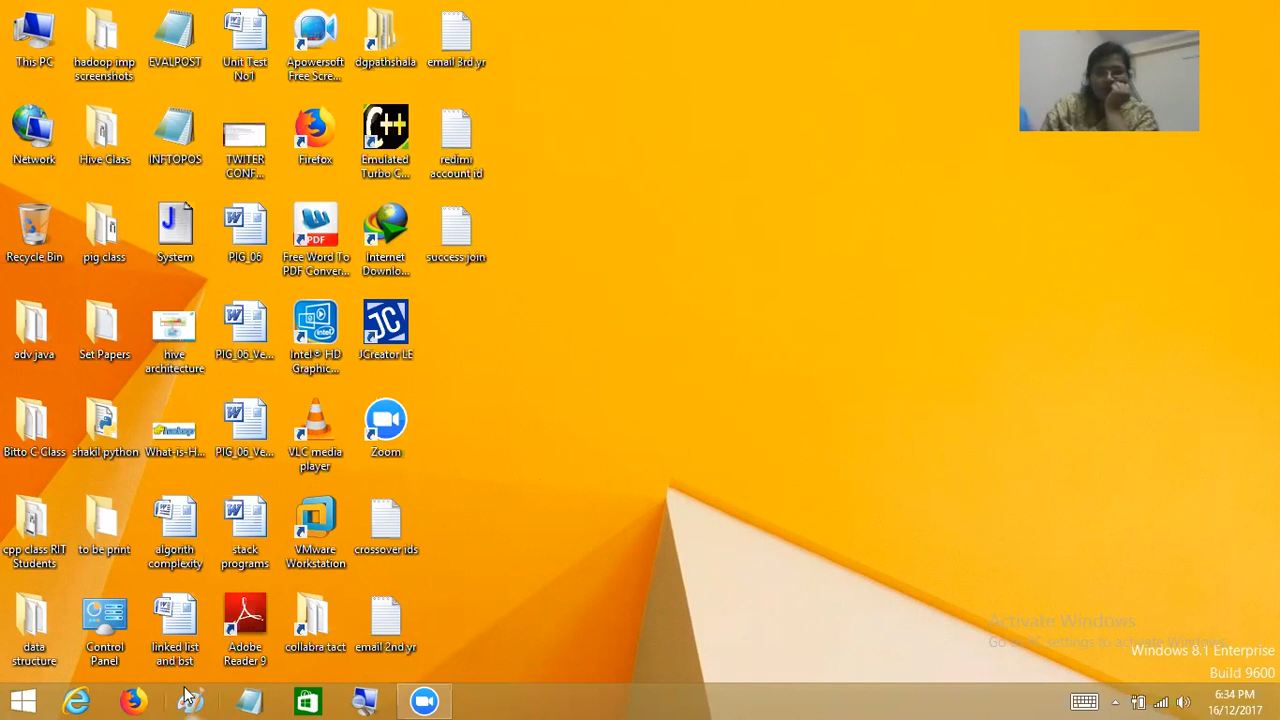 This PC
hadoop imp
screenshots
EVALPOST
Unit Test
No1
Apowersoft
Free Scre...
dgpathshala
email 3rd yr
Network
Hive Class
INFTOPOS
TWITER
CONF...
Firefox
C++
Emulated
Turbo C...
redimi
account id
Recycle Bin
pig class
System
PIG_06
PDF
Free Word To
PDF Conver...
Internet
Downlo...
success join
adv java
Set Papers
hive
architecture
PIG_06_Ve...
intel
Intel® HD
Graphic...
JC
JCreator LE
Bitto C Class
shakil python
What-is-H...
PIG_06_Ve...
VLC media
player
Zoom
cpp class RIT
Students
to be print
algorith
complexity
stack
programs
VMware
Workstation
crossover ids
data
structure
Control
Panel
linked list
and bst
Adobe
Reader 9
collabra tact
email 2nd yr
Activate Windows
Go to PC settings to activate Windows.
Windows 8.1 Enterprise
Build 9600
6:34 PM
16/12/2017